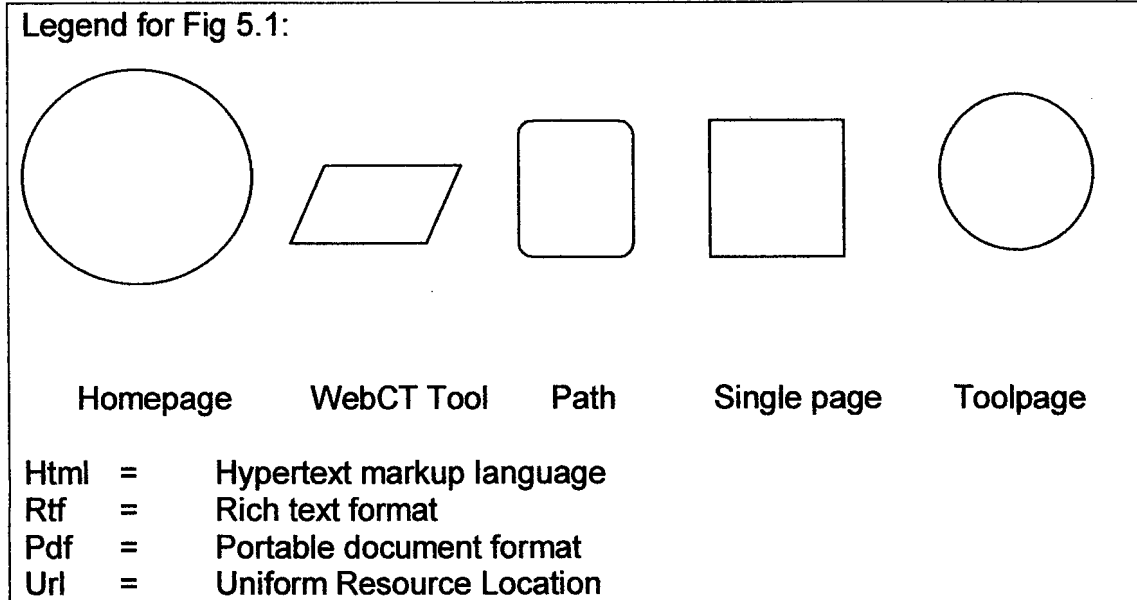 Legend for Fig 5.1:
Homepage WebCT Tool Path Single page Toolpage
Html = Hypertext markup language
Rtf = Rich text format
Pdf = Portable document format
Url = Uniform Resource Location